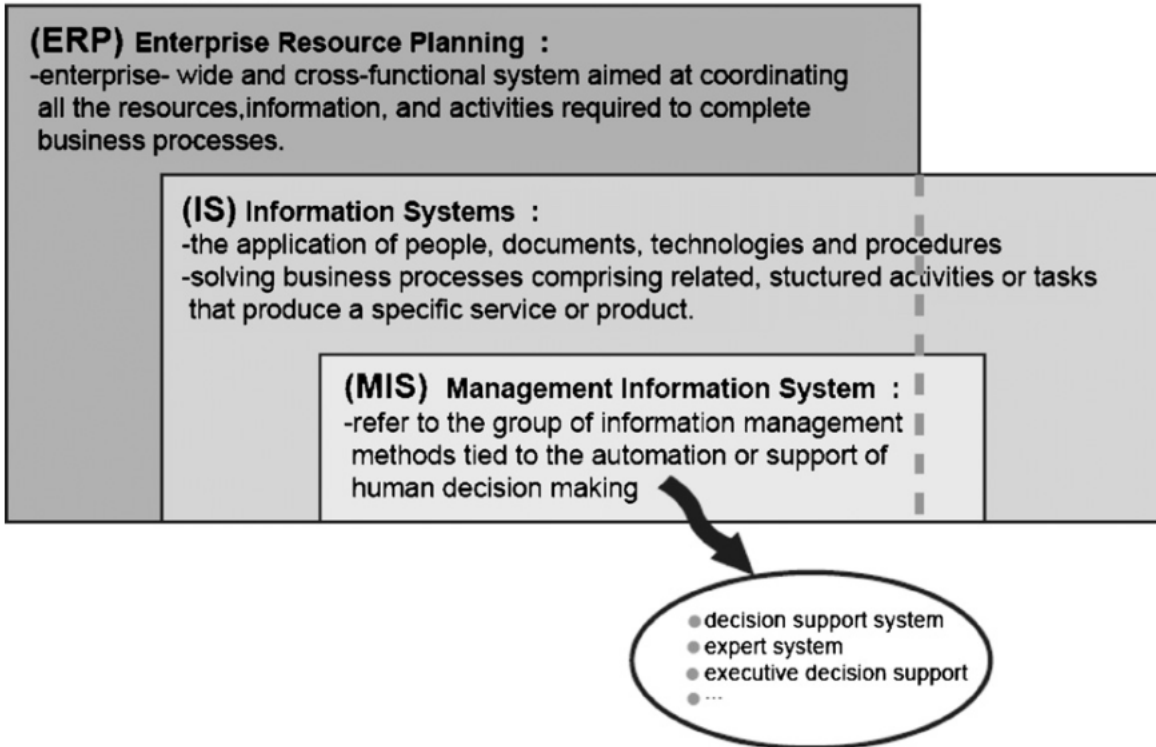 (ERP) Enterprise Resource Planning :
-enterprise- wide and cross-functional system aimed at coordinating
all the resources,information, and activities required to complete
business processes.
(IS) Information Systems :
-the application of people, documents, technologies and procedures
-solving business processes comprising related, stuctured activities or tasks
that produce a specific service or product.
(MIS) Management Information System :
-refer to the group of information management
methods tied to the automation or support of
human decision making
decision support system
expert system
executive decision support
...